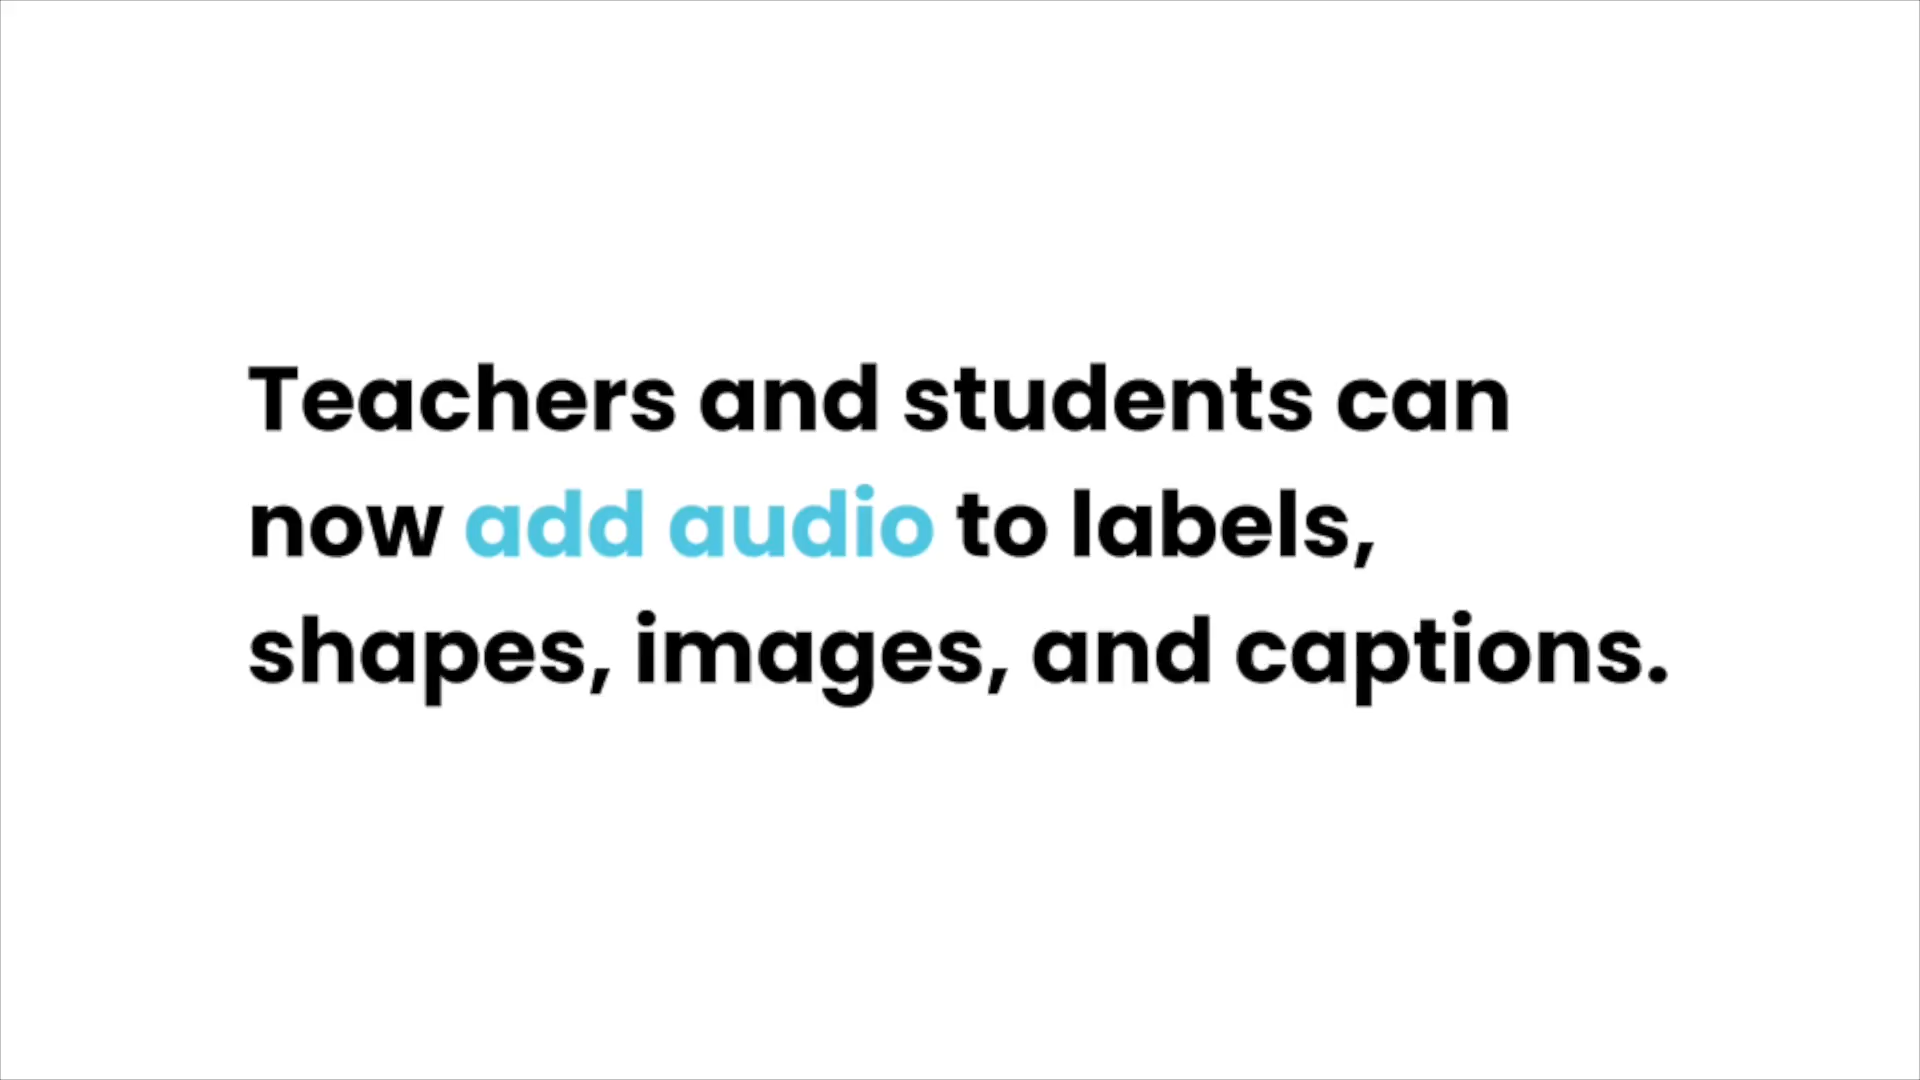 Teachers and students can
now add audio to labels,
shapes, images, and captions.